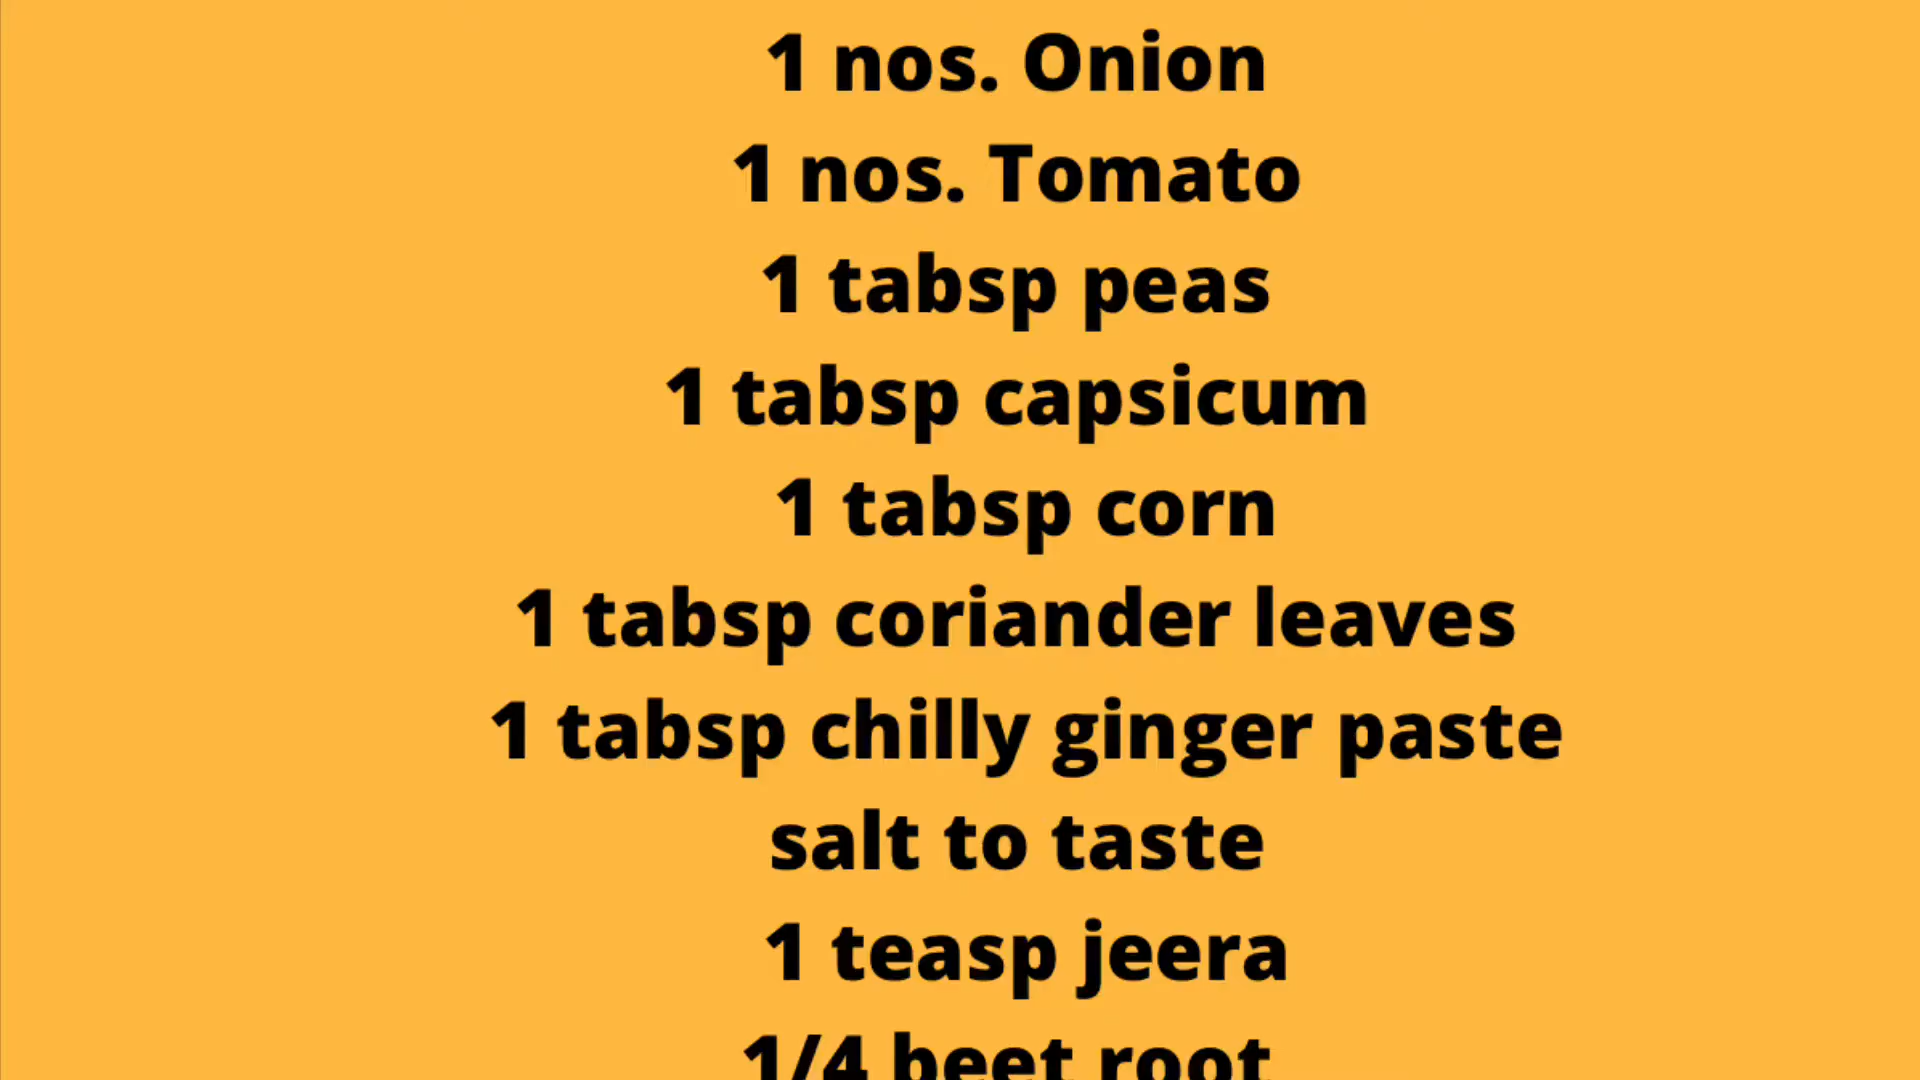 1 nos. Onion
1 nos. Tomato
1 tabsp peas
1 tabsp capsicum
1 tabsp corn
1 tabsp coriander leaves
1 tabsp chilly ginger paste
salt to taste
1 teasp jeera
1/4 beet root